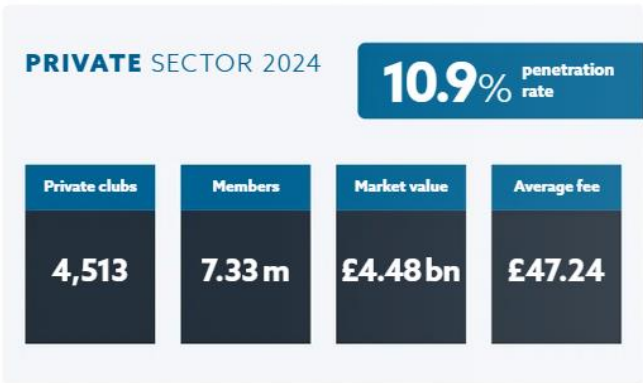 PRIVATE SECTOR 2024
10.9% penetration
rate
Private clubs
4,513
Members
7.33 m
Market value
£4.48 bn
Average fee
£47.24